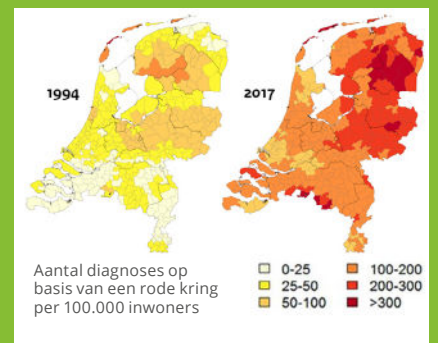 1994
2017
Aantal diagnoses op
basis van een rode kring
per 100.000 inwoners
0-25
25-50
50-100
100-200
200-300
>300